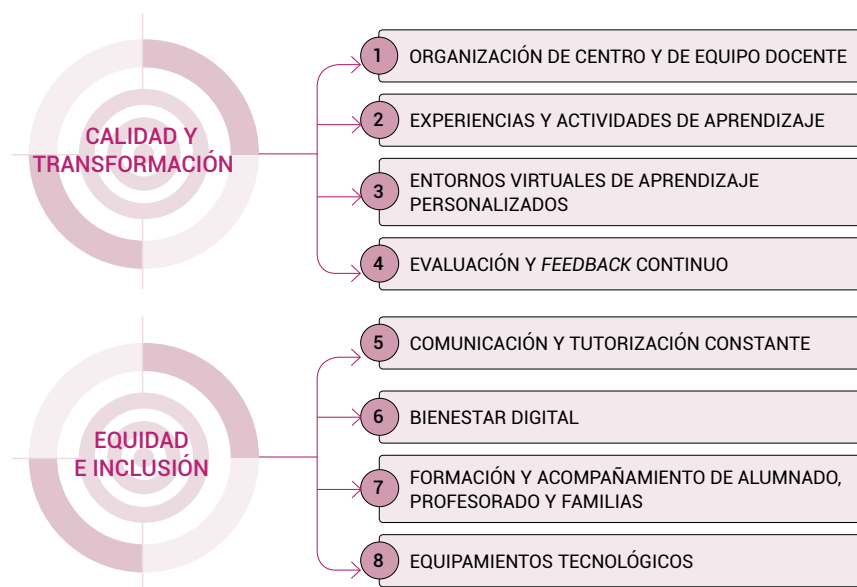 CALIDAD Y
TRANSFORMACIÓN
1 ORGANIZACIÓN DE CENTRO Y DE EQUIPO DOCENTE
2 EXPERIENCIAS Y ACTIVIDADES DE APRENDIZAJE
3 ENTORNOS VIRTUALES DE APRENDIZAJE
PERSONALIZADOS
4 EVALUACIÓN Y FEEDBACK CONTINUO
EQUIDAD
E INCLUSIÓN
5 COMUNICACIÓN Y TUTORIZACIÓN CONSTANTE
6 BIENESTAR DIGITAL
7 FORMACIÓN Y ACOMPAÑAMIENTO DE ALUMNADO,
PROFESORADO Y FAMILIAS
8 EQUIPAMIENTOS TECNOLÓGICOS